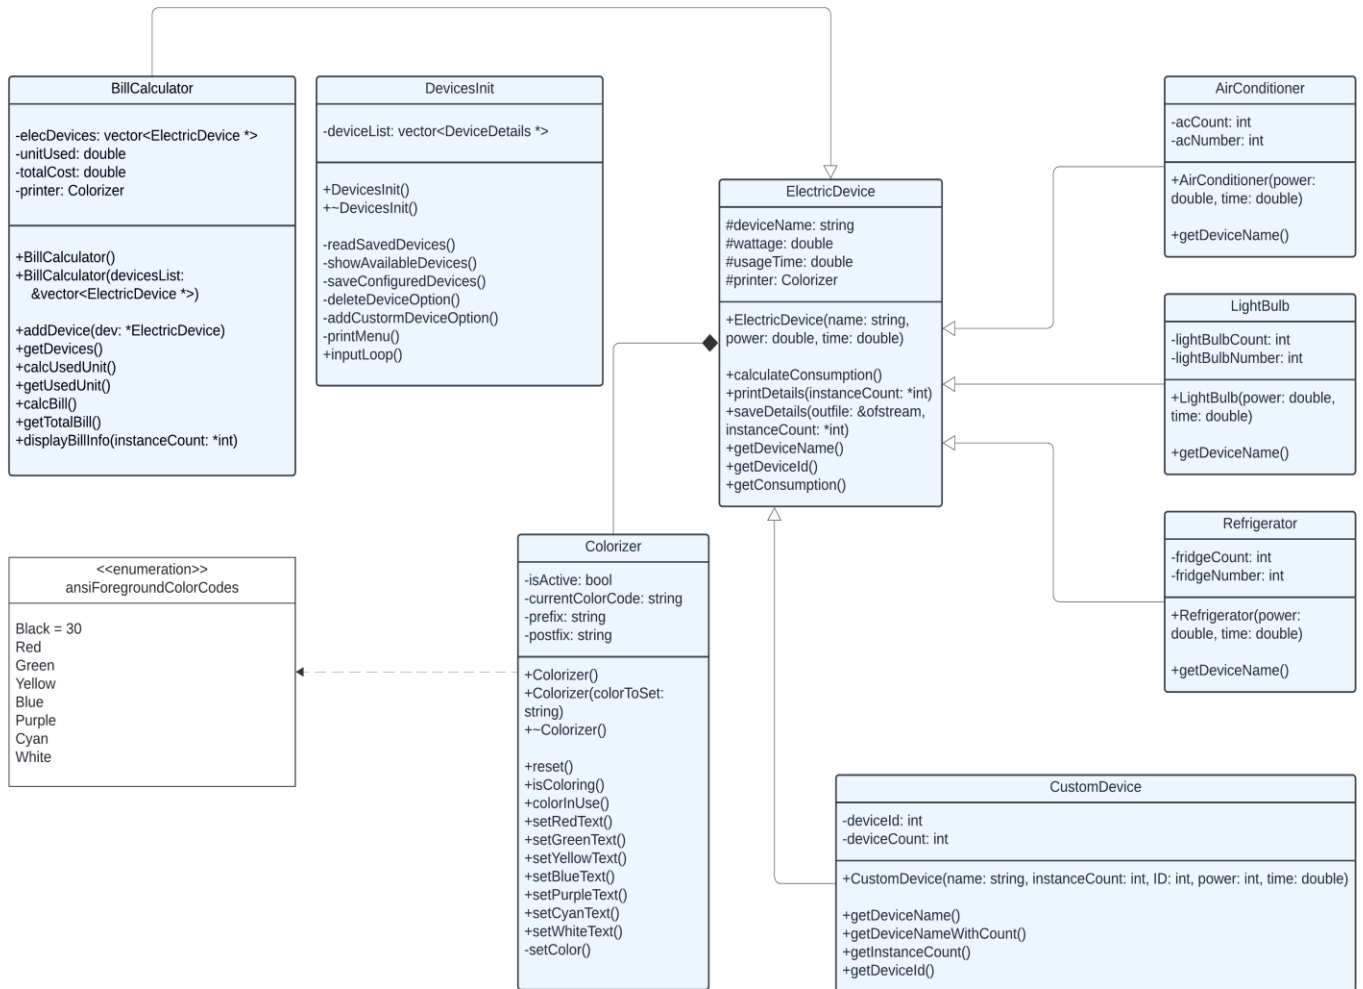 BillCalculator
-elecDevices: vector<ElectricDevice *>
-unitUsed: double
-totalCost: double
-printer: Colorizer
+BillCalculator()
+BillCalculator(devicesList:
&vector<ElectricDevice *>)
+addDevice(dev: *ElectricDevice)
+getDevices()
+calcUsedUnit()
+getUsedUnit()
+calcBill()
+getTotalBill()
+displayBillInfo(instanceCount: *int)
DevicesInit
-deviceList: vector<DeviceDetails *>
+DevicesInit()
+~DevicesInit()
-readSavedDevices()
-showAvailableDevices()
-saveConfiguredDevices()
-deleteDeviceOption()
-addCustormDeviceOption()
-printMenu()
+inputLoop()
ElectricDevice
#deviceName: string
#wattage: double
#usageTime: double
#printer: Colorizer
+ElectricDevice(name: string,
power: double, time: double)
+calculateConsumption()
+printDetails(instanceCount: *int)
+saveDetails(outfile: &ofstream,
instanceCount: *int)
+getDeviceName()
+getDeviceId()
+getConsumption()
AirConditioner
-acCount: int
-acNumber: int
+AirConditioner(power:
double, time: double)
+getDeviceName()
LightBulb
-lightBulbCount: int
-lightBulbNumber: int
+LightBulb(power: double,
time: double)
+getDeviceName()
Refrigerator
-fridgeCount: int
-fridgeNumber: int
+Refrigerator(power:
double, time: double)
+getDeviceName()
<<enumeration>>
ansiForegroundColorCodes
Black = 30
Red
Green
Yellow
Blue
Purple
Cyan
White
Colorizer
-isActive: bool
-currentColorCode: string
-prefix: string
-postfix: string
+Colorizer()
+Colorizer(colorToSet:
string)
+~Colorizer()
+reset()
+isColoring()
+colorInUse()
+setRedText()
+setGreenText()
+setYellowText()
+setBlueText()
+setPurpleText()
+setCyanText()
+setWhiteText()
-setColor()
CustomDevice
-deviceId: int
-deviceCount: int
+CustomDevice(name: string, instanceCount: int, ID: int, power: int, time: double)
+getDeviceName()
+getDeviceNameWithCount()
+getInstanceCount()
+getDeviceId()